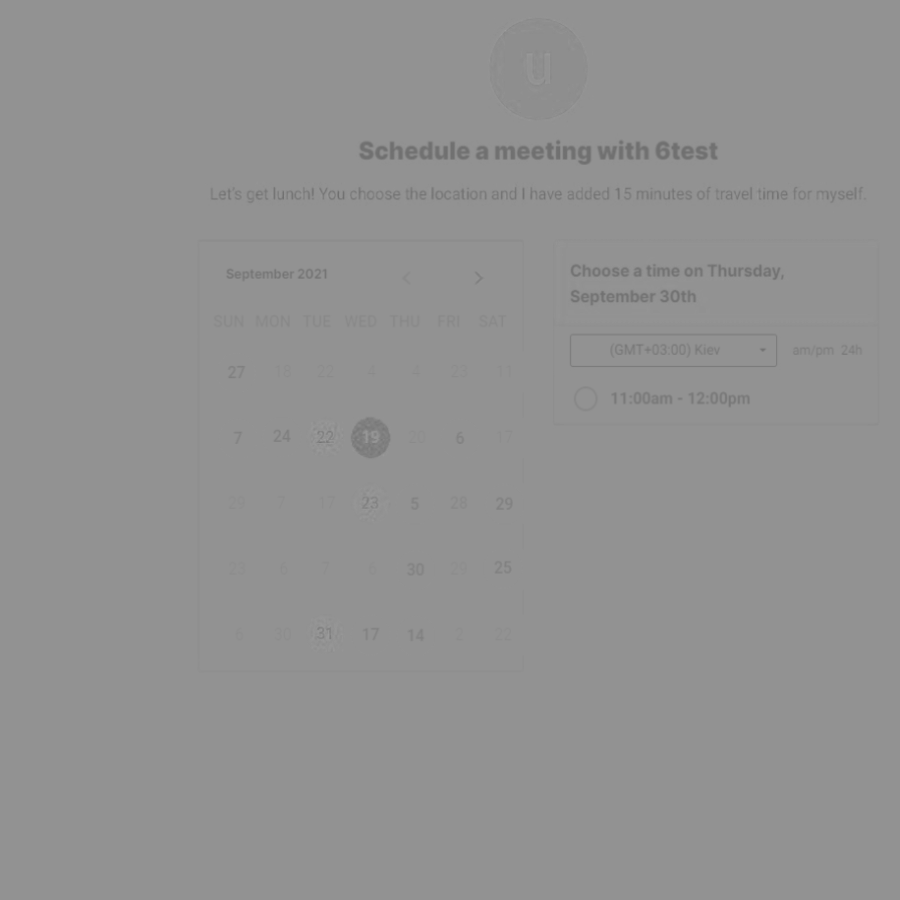 u
Schedule a meeting with 6test
Let's get lunch! You choose the location and I have added 15 minutes of travel time for myself.
September 2021
SUN MON TUE WED THU FRI SAT
27 18 22 4 4 23 11
7 24 22 19 20 6 17
29 7 17 23 5 28 29
23 6 7 6 30 29 25
6 30 31 17 14 2 22
Choose a time on Thursday,
September 30th
(GMT+03:00) Kiev am/pm 24h
11:00am - 12:00pm